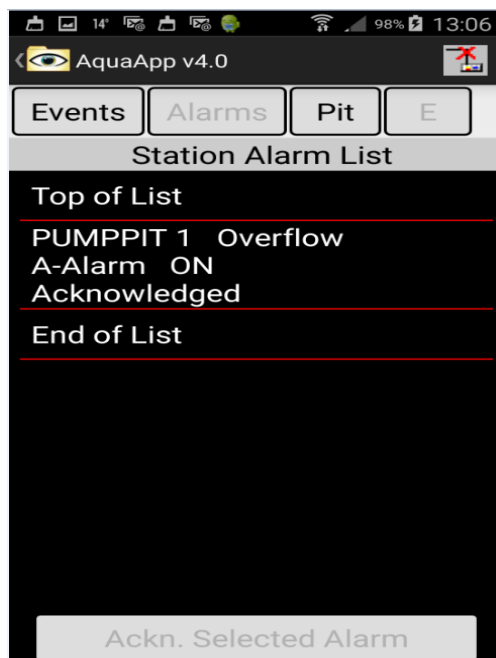 14° 98% 13:06
AquaApp v4.0
Events Alarms Pit E
Station Alarm List
Top of List
PUMPPIT 1 Overflow
A-Alarm ON
Acknowledged
End of List
Ackn. Selected Alarm